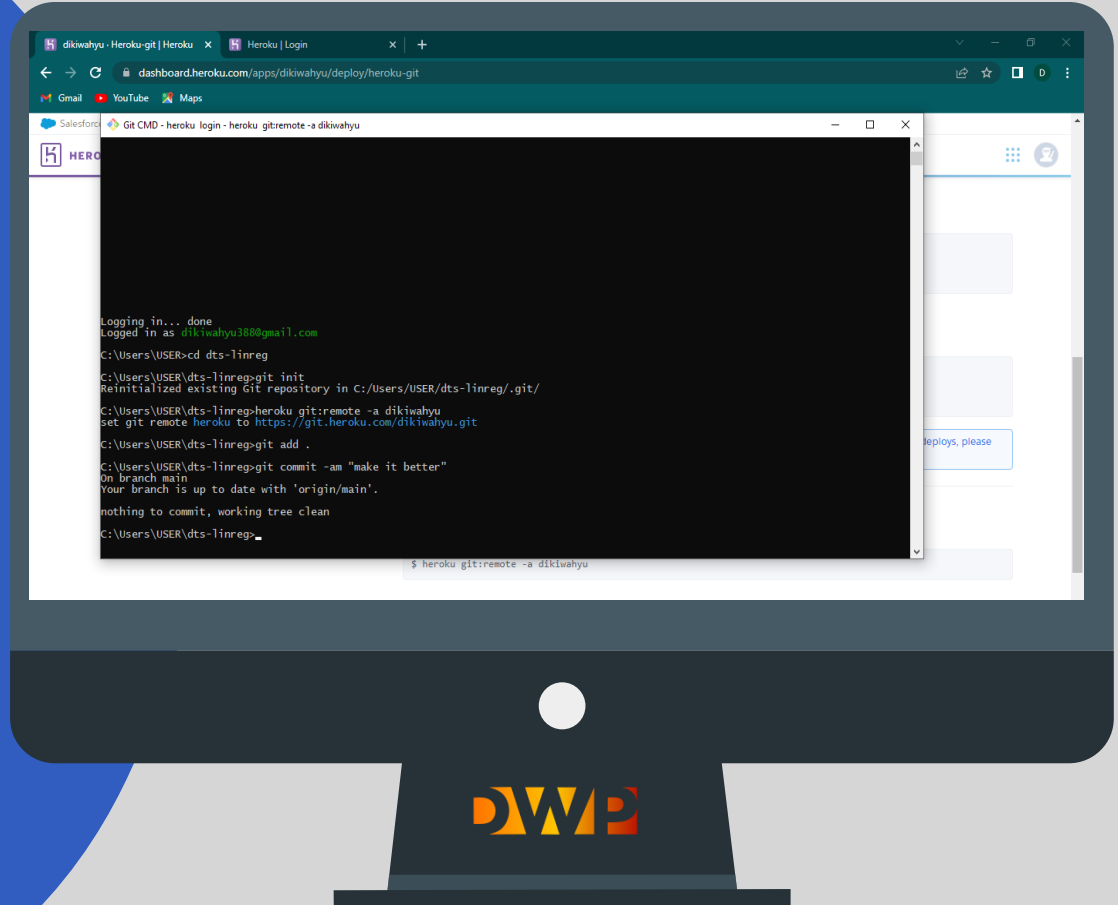 dikiwahyu · Heroku-git | Heroku
Heroku | Login
dashboard.heroku.com/apps/dikiwahyu/deploy/heroku-git
D
Gmail
YouTube
Maps
Salesforc
Git CMD - heroku login - heroku git:remote -a dikiwahyu
HERO
Logging in... done
Logged in as dikiwahyu388@gmail.com
C:\Users\USER>cd dts-linreg
C:\Users\USER\dts-linreg>git init
Reinitialized existing Git repository in C:/Users/USER/dts-linreg/.git/
C:\Users\USER\dts-linreg>heroku git:remote -a dikiwahyu
set git remote heroku to https://git.heroku.com/dikiwahyu.git
C:\Users\USER\dts-linreg>git add .
deploys, please
C:\Users\USER\dts-linreg>git commit -am "make it better"
On branch main
Your branch is up to date with 'origin/main'.
nothing to commit, working tree clean
C:\Users\USER\dts-linreg>
$ heroku git:remote -a dikiwahyu
DWP